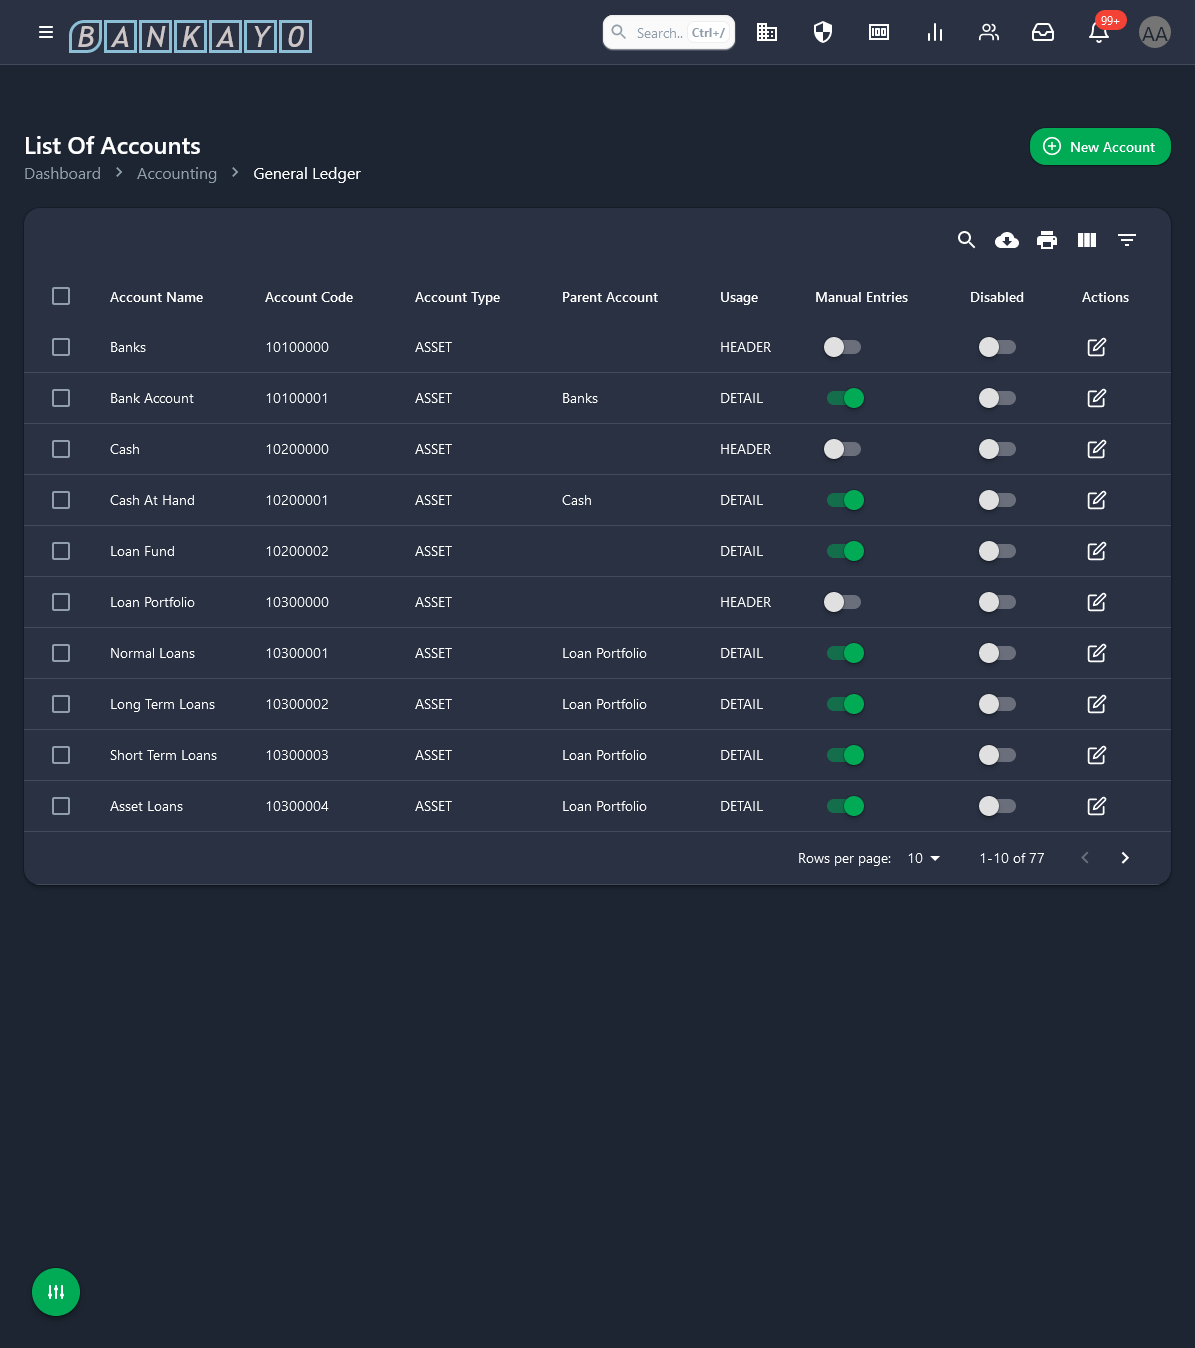 BANKAYO
Search.. Ctrl+/
99+
AA
List Of Accounts
New Account
Dashboard > Accounting > General Ledger
Account Name Account Code Account Type Parent Account Usage Manual Entries Disabled Actions
Banks 10100000 ASSET HEADER
Bank Account 10100001 ASSET Banks DETAIL
Cash 10200000 ASSET HEADER
Cash At Hand 10200001 ASSET Cash DETAIL
Loan Fund 10200002 ASSET DETAIL
Loan Portfolio 10300000 ASSET HEADER
Normal Loans 10300001 ASSET Loan Portfolio DETAIL
Long Term Loans 10300002 ASSET Loan Portfolio DETAIL
Short Term Loans 10300003 ASSET Loan Portfolio DETAIL
Asset Loans 10300004 ASSET Loan Portfolio DETAIL
Rows per page: 10 1-10 of 77